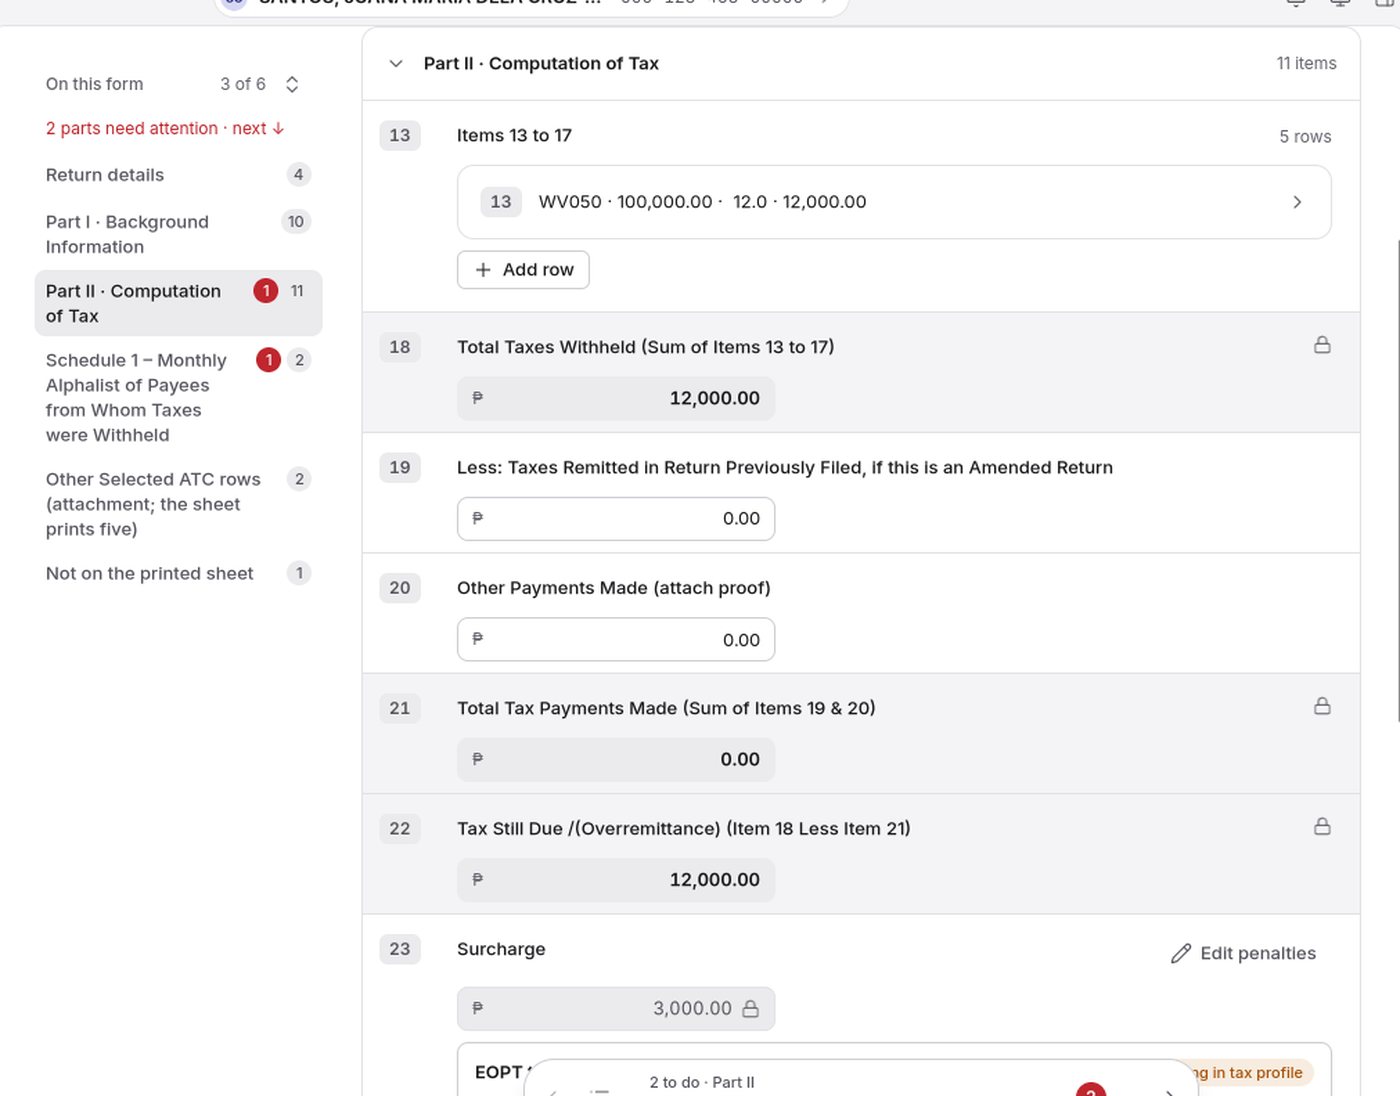 On this form 3 of 6
2 parts need attention · next ↓
Return details 4
Part I · Background Information 10
Part II · Computation of Tax 1 11
Schedule 1 – Monthly Alphalist of Payees from Whom Taxes were Withheld 1 2
Other Selected ATC rows (attachment; the sheet prints five) 2
Not on the printed sheet 1
Part II · Computation of Tax 11 items
13 Items 13 to 17 5 rows
13 WV050 · 100,000.00 · 12.0 · 12,000.00
+ Add row
18 Total Taxes Withheld (Sum of Items 13 to 17)
₱ 12,000.00
19 Less: Taxes Remitted in Return Previously Filed, if this is an Amended Return
₱ 0.00
20 Other Payments Made (attach proof)
₱ 0.00
21 Total Tax Payments Made (Sum of Items 19 & 20)
₱ 0.00
22 Tax Still Due /(Overremittance) (Item 18 Less Item 21)
₱ 12,000.00
23 Surcharge Edit penalties
₱ 3,000.00
EOPT in tax profile
2 to do · Part II